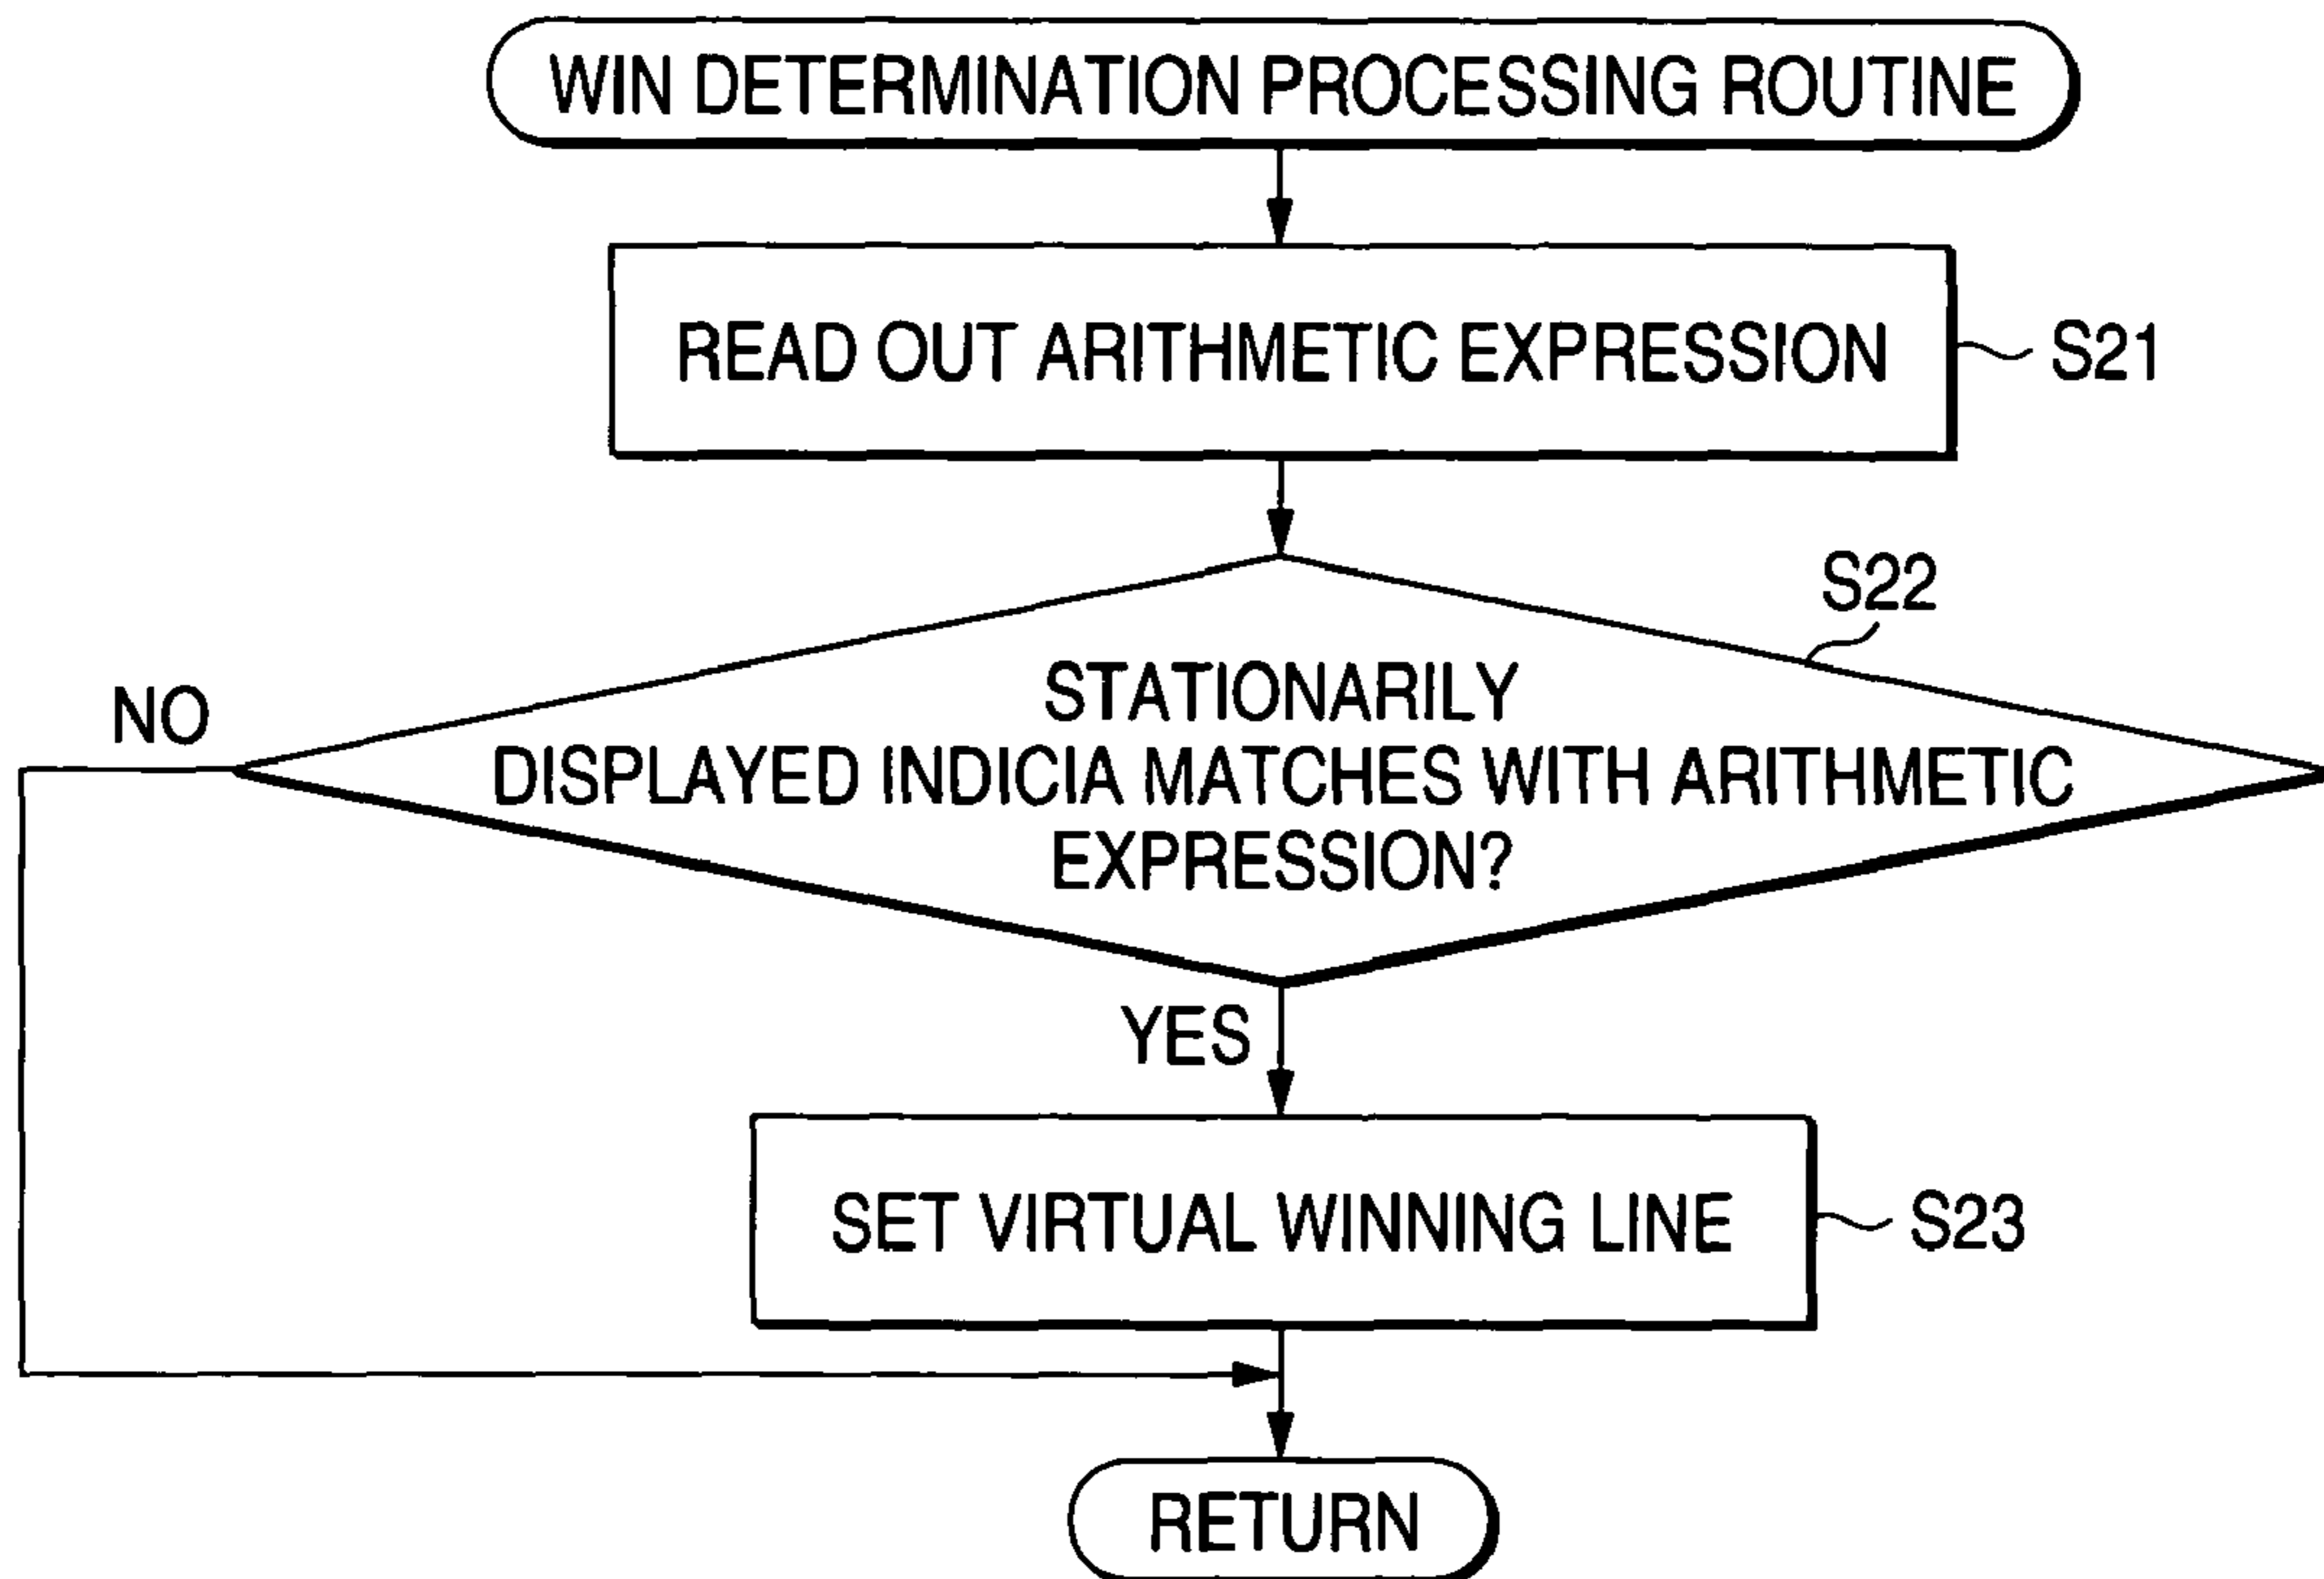 WIN DETERMINATION PROCESSING ROUTINE
READ OUT ARITHMETIC EXPRESSION
S21
S22
STATIONARILY
NO
DISPLAYED INDICIA MATCHES WITH ARITHMETIC
EXPRESSION?
YES
SET VIRTUAL WINNING LINE
S23
RETURN